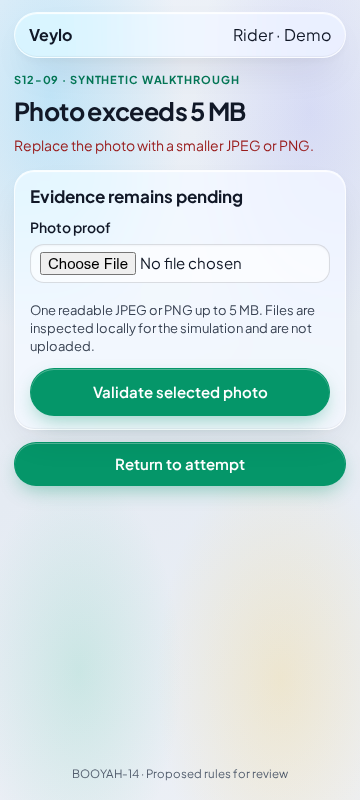 Veylo
Rider · Demo
S12-09 · SYNTHETIC WALKTHROUGH
Photo exceeds 5 MB
Replace the photo with a smaller JPEG or PNG.
Evidence remains pending
Photo proof
Choose File No file chosen
One readable JPEG or PNG up to 5 MB. Files are
inspected locally for the simulation and are not
uploaded.
Validate selected photo
Return to attempt
BOOYAH-14 · Proposed rules for review